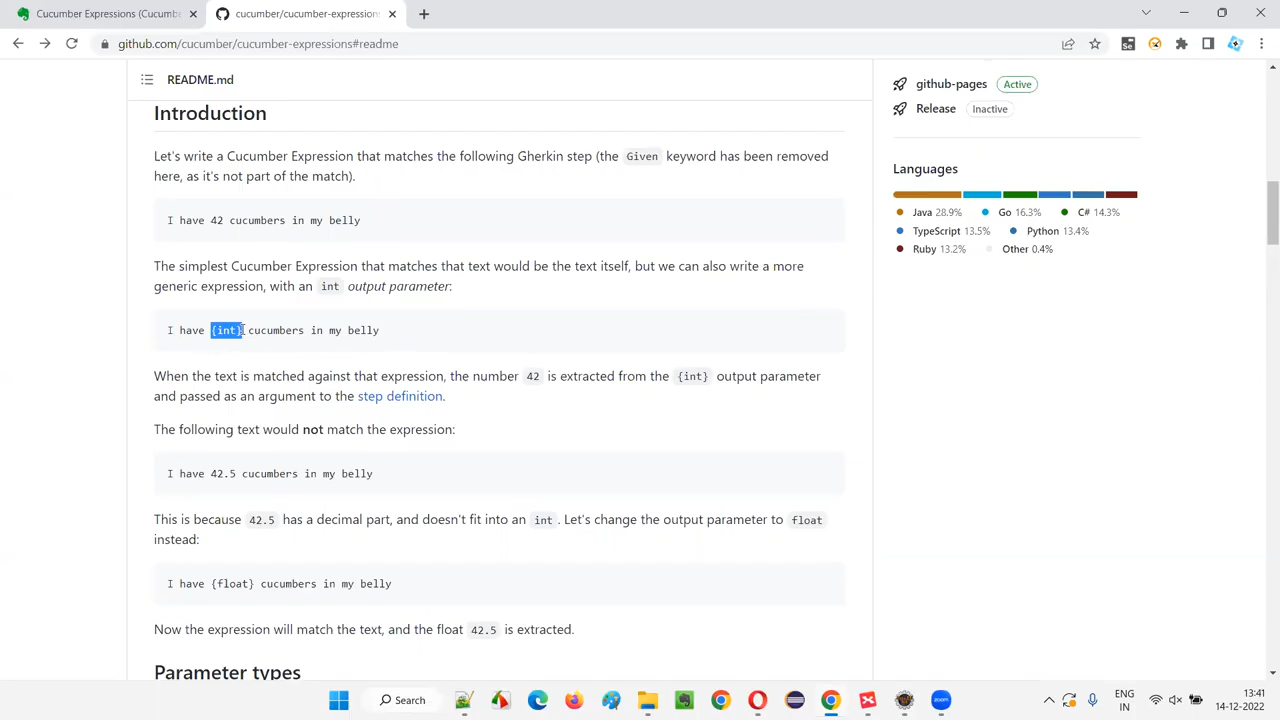 Cucumber Expressions (Cucumb
cucumber/cucumber-expressions
github.com/cucumber/cucumber-expressions#readme
README.md
Introduction
Let's write a Cucumber Expression that matches the following Gherkin step (the Given keyword has been removed
here, as it's not part of the match).
I have 42 cucumbers in my belly
The simplest Cucumber Expression that matches that text would be the text itself, but we can also write a more
generic expression, with an int output parameter:
I have {int} cucumbers in my belly
When the text is matched against that expression, the number 42 is extracted from the {int} output parameter
and passed as an argument to the step definition.
The following text would not match the expression:
I have 42.5 cucumbers in my belly
This is because 42.5 has a decimal part, and doesn't fit into an int. Let's change the output parameter to float
instead:
I have {float} cucumbers in my belly
Now the expression will match the text, and the float 42.5 is extracted.
Parameter types
github-pages Active
Release Inactive
Languages
Java 28.9% Go 16.3% C# 14.3%
TypeScript 13.5% Python 13.4%
Ruby 13.2% Other 0.4%
Search
zoom
ENG
IN
13:41
14-12-2022